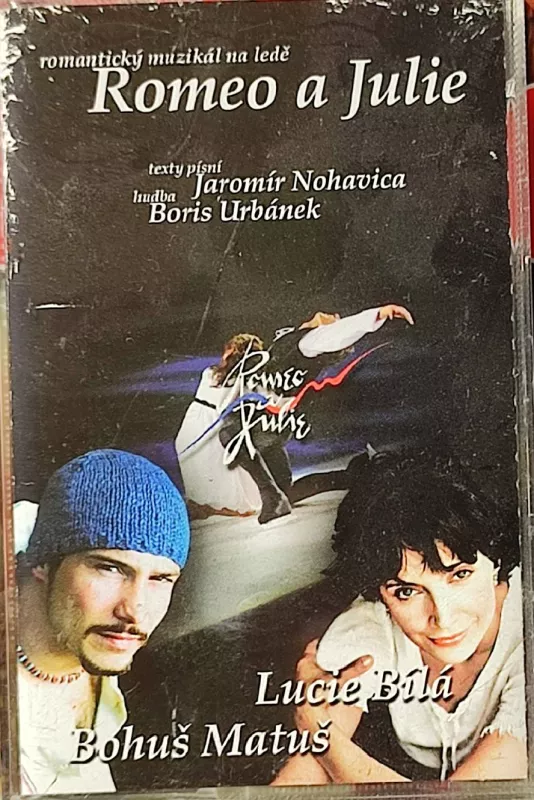 romantický muzikál na ledě
Romeo a Julie
texty písní
Jaromír Nohavica
hudba
Boris Urbánek
Romeo
a
Julie
Lucie Bílá
Bohuš Matuš